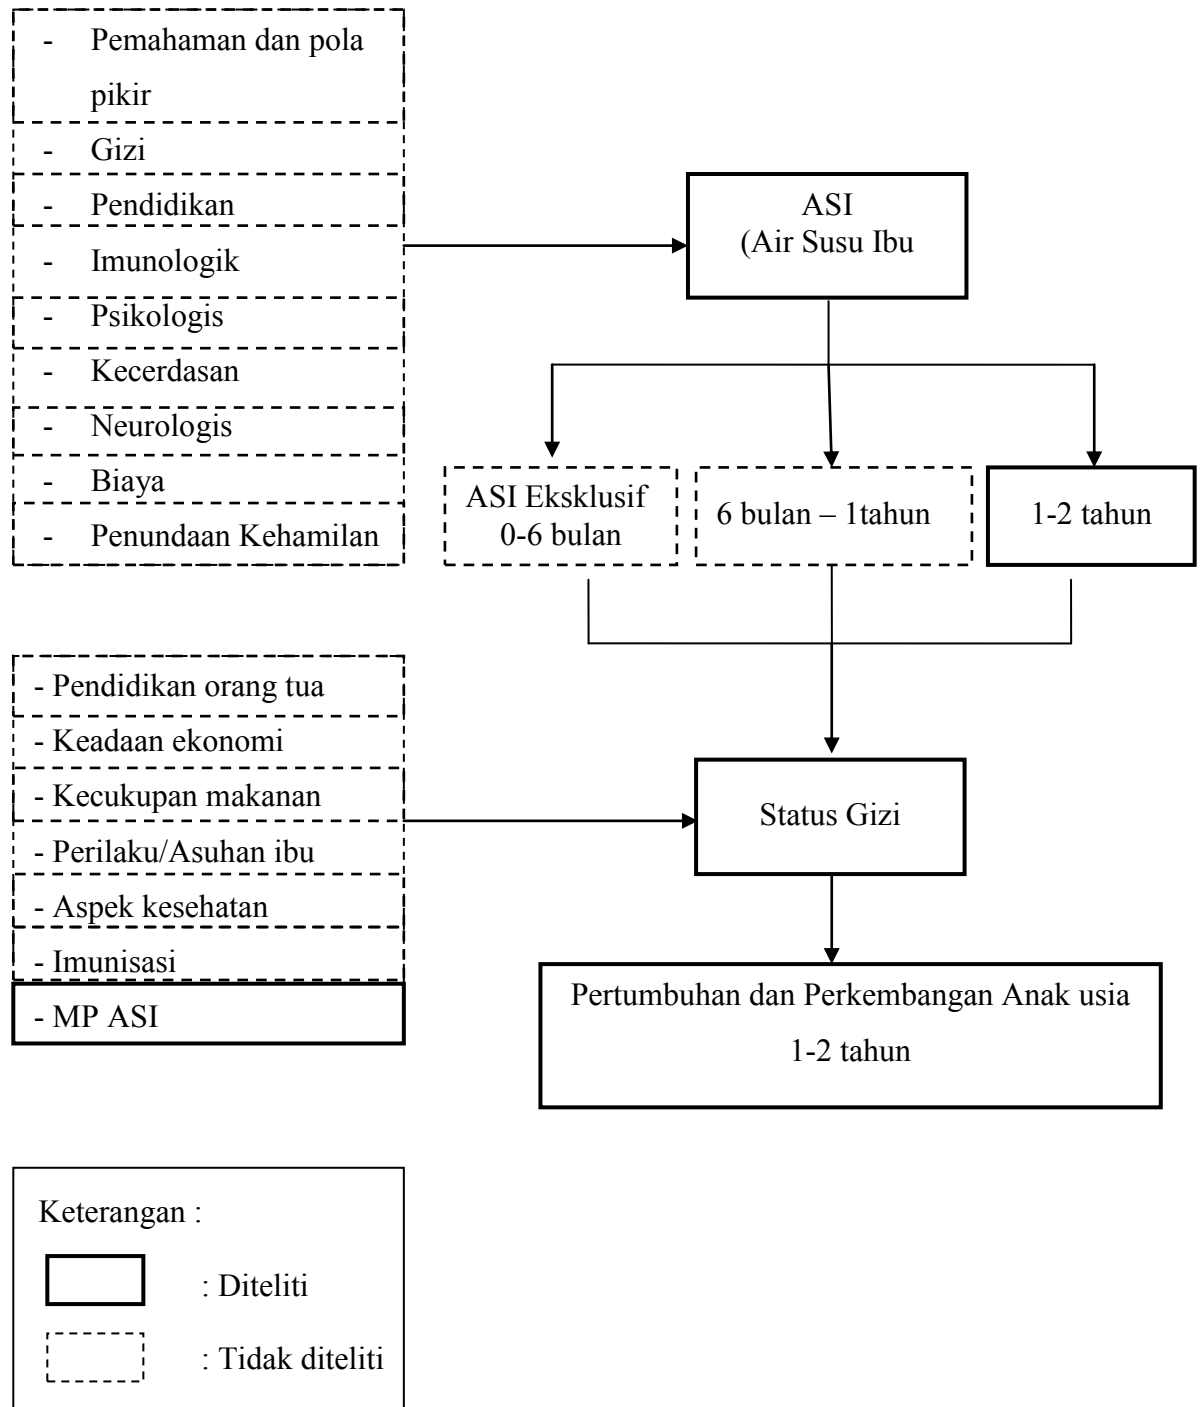 - Pemahaman dan pola
pikir
- Gizi
- Pendidikan
- Imunologik
- Psikologis
- Kecerdasan
- Neurologis
- Biaya
- Penundaan Kehamilan
ASI
(Air Susu Ibu
ASI Eksklusif
0-6 bulan
6 bulan – 1tahun
1-2 tahun
- Pendidikan orang tua
- Keadaan ekonomi
- Kecukupan makanan
- Perilaku/Asuhan ibu
- Aspek kesehatan
- Imunisasi
- MP ASI
Status Gizi
Pertumbuhan dan Perkembangan Anak usia
1-2 tahun
Keterangan :
: Diteliti
: Tidak diteliti